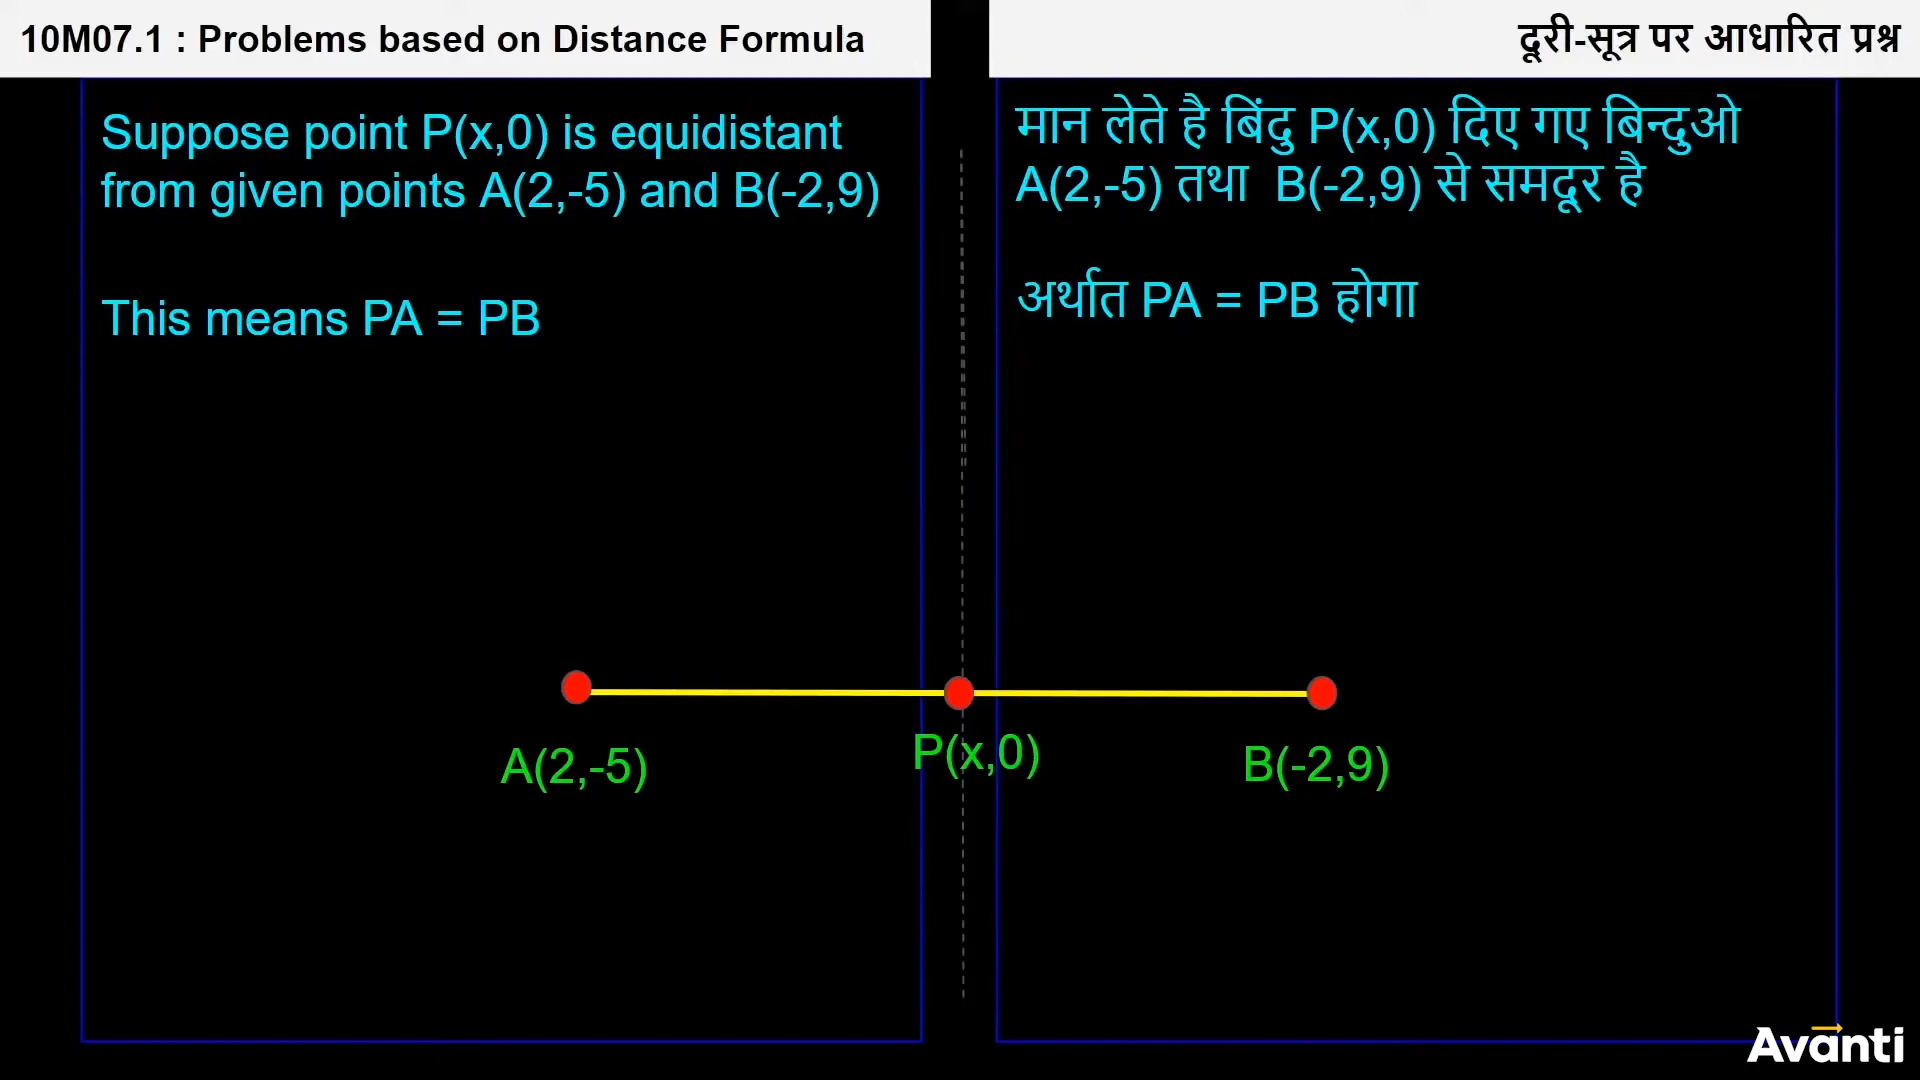 10M07.1 : Problems based on Distance Formula
दूरी-सूत्र पर आधारित प्रश्न
Suppose point P(x,0) is equidistant
from given points A(2,-5) and B(-2,9)
This means PA = PB
मान लेते है बिंदु P(x,0) दिए गए बिन्दुओ
A(2,-5) तथा B(-2,9) से समदूर है
अर्थात PA = PB होगा
A(2,-5)
P(x,0)
B(-2,9)
Avanti